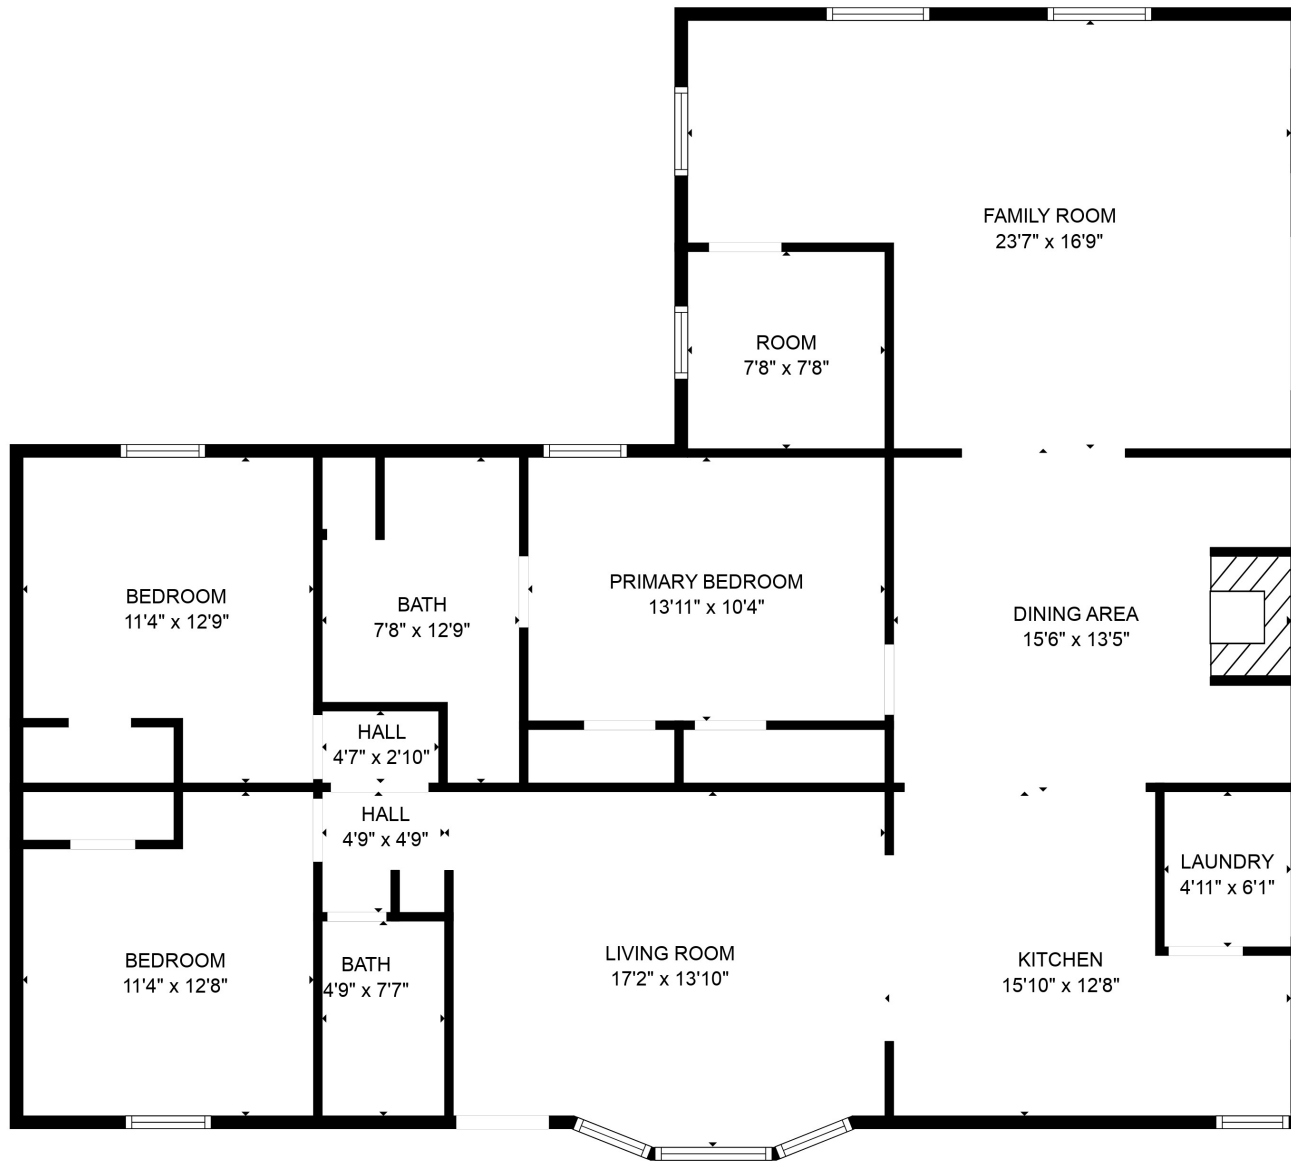 FAMILY ROOM
23'7" x 16'9"
ROOM
7'8" x 7'8"
BEDROOM
11'4" x 12'9"
BATH
7'8" x 12'9"
PRIMARY BEDROOM
13'11" x 10'4"
DINING AREA
15'6" x 13'5"
HALL
4'7" x 2'10"
HALL
4'9" x 4'9"
LAUNDRY
4'11" x 6'1"
BEDROOM
11'4" x 12'8"
BATH
4'9" x 7'7"
LIVING ROOM
17'2" x 13'10"
KITCHEN
15'10" x 12'8"